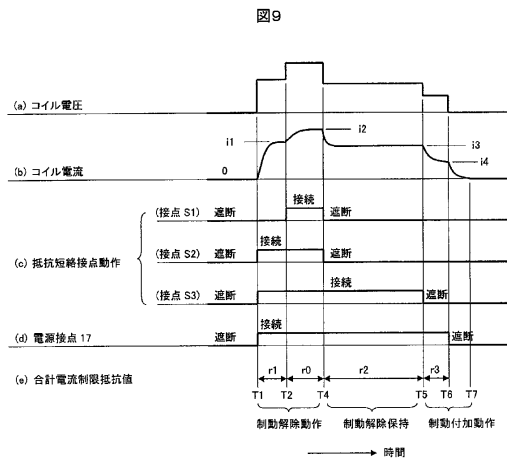 図9
(a) コイル電圧
i1
i2
i3
i4
(b) コイル電流
0
(接点 S1)
遮断
接続
遮断
(c) 抵抗短絡接点動作
(接点 S2)
遮断
接続
遮断
(接点 S3)
遮断
接続
遮断
(d) 電源接点 17
遮断
接続
遮断
(e) 合計電流制限抵抗値
r1
r0
r2
r3
T1
T2
T4
T5
T6
T7
制動解除動作
制動解除保持
制動付加動作
時間